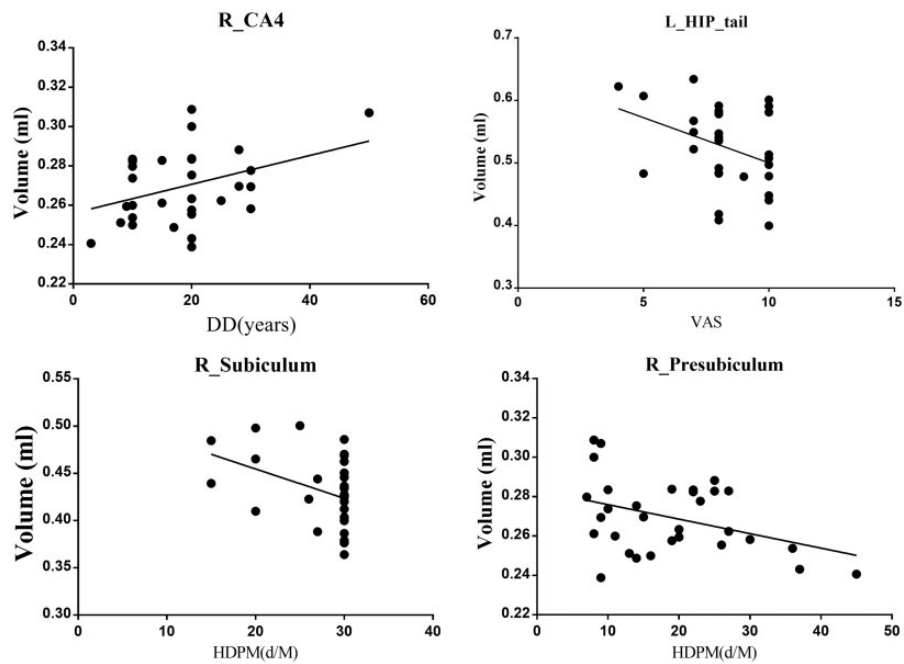 R_CA4
0.34
0.32
0.30
0.28
0.26
0.24
0.22
Volume (ml)
0 20 40 60
DD(years)
L_HIP_tail
0.7
0.6
0.5
0.4
0.3
Volume (ml)
0 5 10 15
VAS
R_Subiculum
0.55
0.50
0.45
0.40
0.35
0.30
Volume (ml)
0 10 20 30 40
HDPM(d/M)
R_Presubiculum
0.34
0.32
0.30
0.28
0.26
0.24
0.22
Volume (ml)
0 10 20 30 40 50
HDPM(d/M)